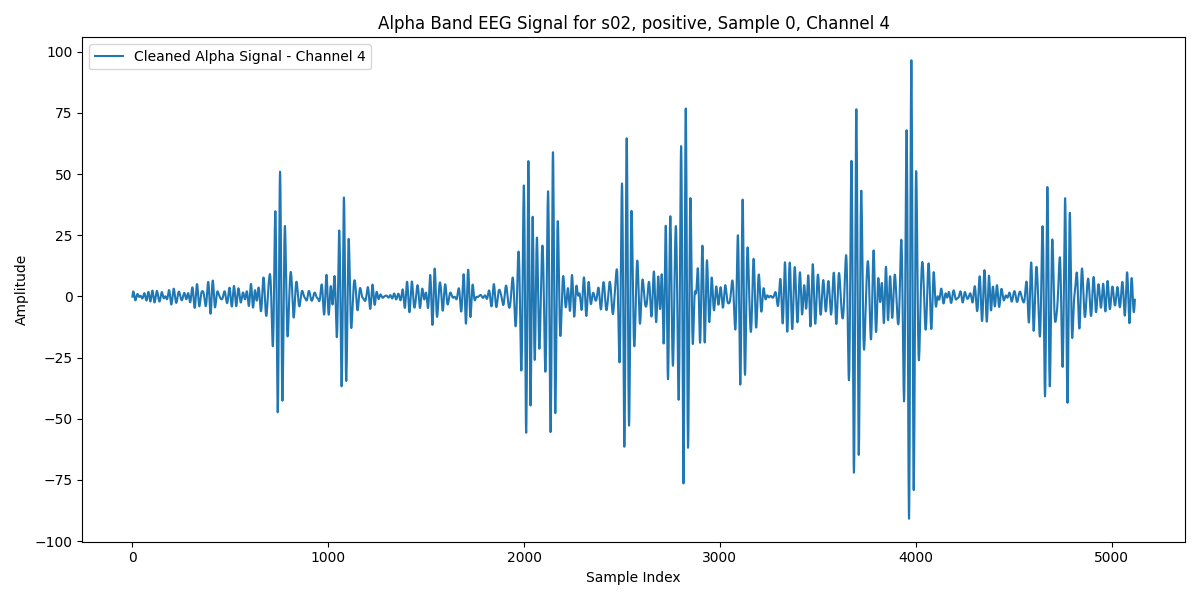 Alpha Band EEG Signal for s02, positive, Sample 0, Channel 4
Cleaned Alpha Signal - Channel 4
100
75
50
25
0
−25
−50
−75
−100
Amplitude
0 1000 2000 3000 4000 5000
Sample Index